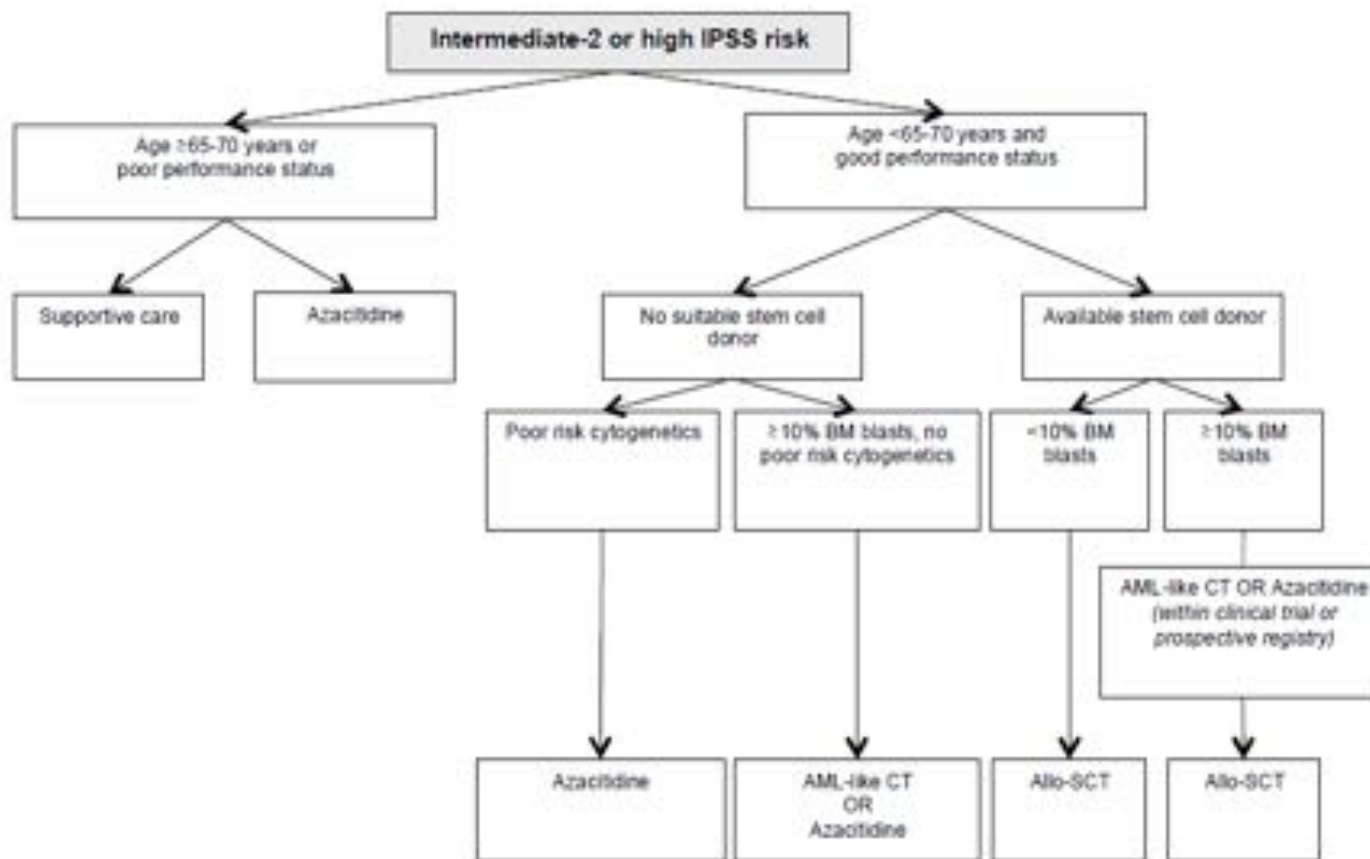 Intermediate-2 or high IPSS risk
Age ≥65-70 years or
poor performance status
Age <65-70 years and
good performance status
Supportive care
Azacitidine
No suitable stem cell
donor
Available stem cell donor
Poor risk cytogenetics
≥10% BM blasts, no
poor risk cytogenetics
<10% BM
blasts
≥10% BM
blasts
AML-like CT OR Azacitidine
(within clinical trial or
prospective registry)
Azacitidine
AML-like CT
OR
Azacitidine
Allo-SCT
Allo-SCT